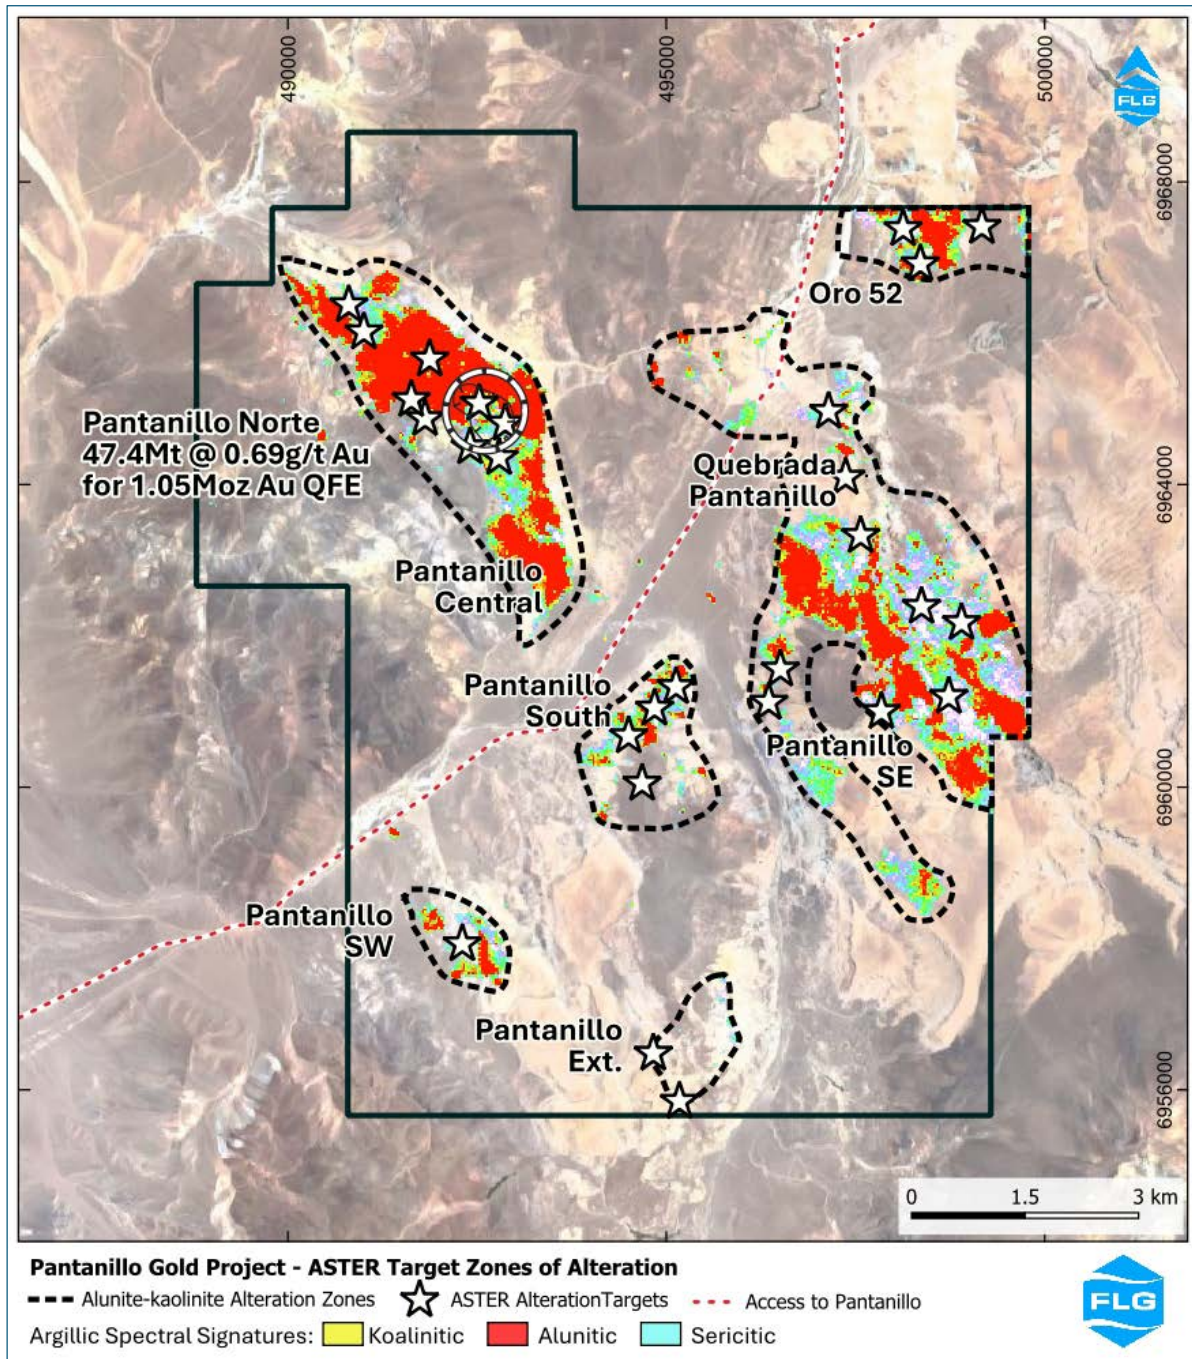 490000
495000
500000
FLG
6968000
Oro 52
Pantanillo Norte
47.4Mt @ 0.69g/t Au
for 1.05Moz Au QFE
Quebrada
Pantanillo
6964000
Pantanillo
Central
Pantanillo
South
Pantanillo
SE
6960000
Pantanillo
SW
Pantanillo
Ext.
6956000
0 1.5 3 km
Pantanillo Gold Project - ASTER Target Zones of Alteration
Alunite-kaolinite Alteration Zones ASTER AlterationTargets Access to Pantanillo
Argillic Spectral Signatures: Koalinitic Alunitic Sericitic
FLG